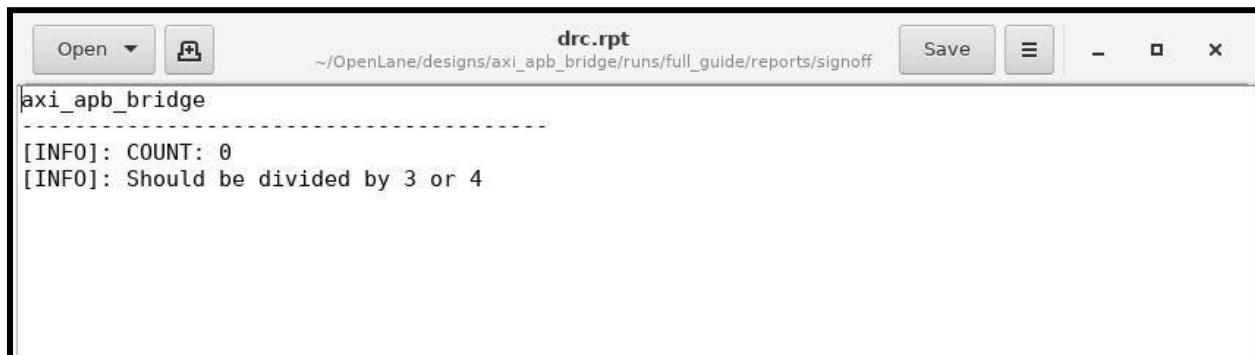 Open
drc.rpt
~/OpenLane/designs/axi_apb_bridge/runs/full_guide/reports/signoff
Save
axi_apb_bridge
----------------------------------------
[INFO]: COUNT: 0
[INFO]: Should be divided by 3 or 4